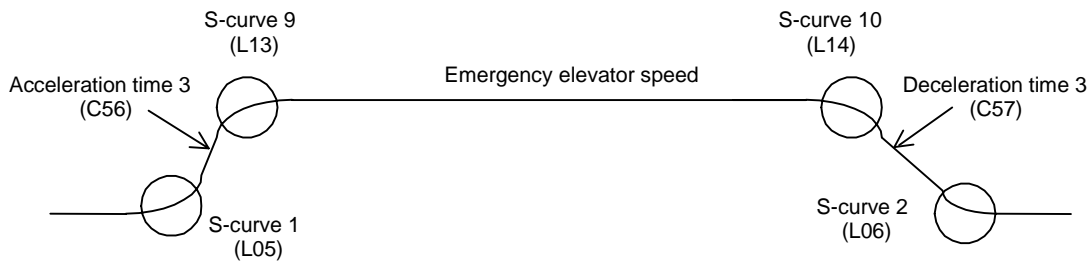 S-curve 9
(L13)
S-curve 10
(L14)
Acceleration time 3
(C56)
Emergency elevator speed
Deceleration time 3
(C57)
S-curve 1
(L05)
S-curve 2
(L06)